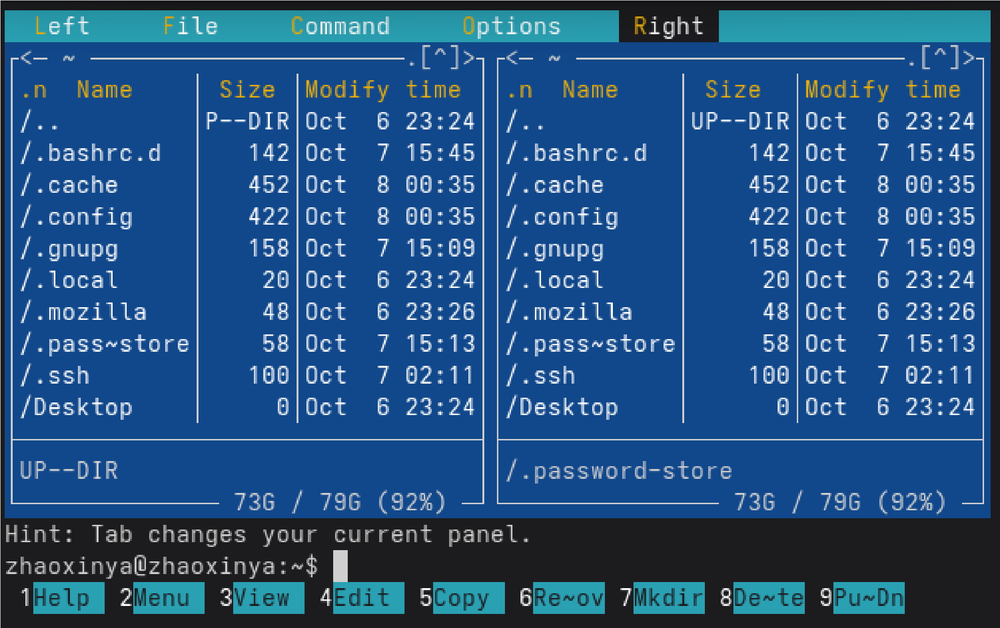 Left File Command Options Right
<— ~ .[^]> <— ~ .[^]>
.n Name Size Modify time .n Name Size Modify time
/.. P--DIR Oct 6 23:24 /.. UP--DIR Oct 6 23:24
/.bashrc.d 142 Oct 7 15:45 /.bashrc.d 142 Oct 7 15:45
/.cache 452 Oct 8 00:35 /.cache 452 Oct 8 00:35
/.config 422 Oct 8 00:35 /.config 422 Oct 8 00:35
/.gnupg 158 Oct 7 15:09 /.gnupg 158 Oct 7 15:09
/.local 20 Oct 6 23:24 /.local 20 Oct 6 23:24
/.mozilla 48 Oct 6 23:26 /.mozilla 48 Oct 6 23:26
/.pass~store 58 Oct 7 15:13 /.pass~store 58 Oct 7 15:13
/.ssh 100 Oct 7 02:11 /.ssh 100 Oct 7 02:11
/Desktop 0 Oct 6 23:24 /Desktop 0 Oct 6 23:24
UP--DIR /.password-store
73G / 79G (92%) 73G / 79G (92%)
Hint: Tab changes your current panel.
zhaoxinya@zhaoxinya:~$
1Help 2Menu 3View 4Edit 5Copy 6Re~ov 7Mkdir 8De~te 9Pu~Dn